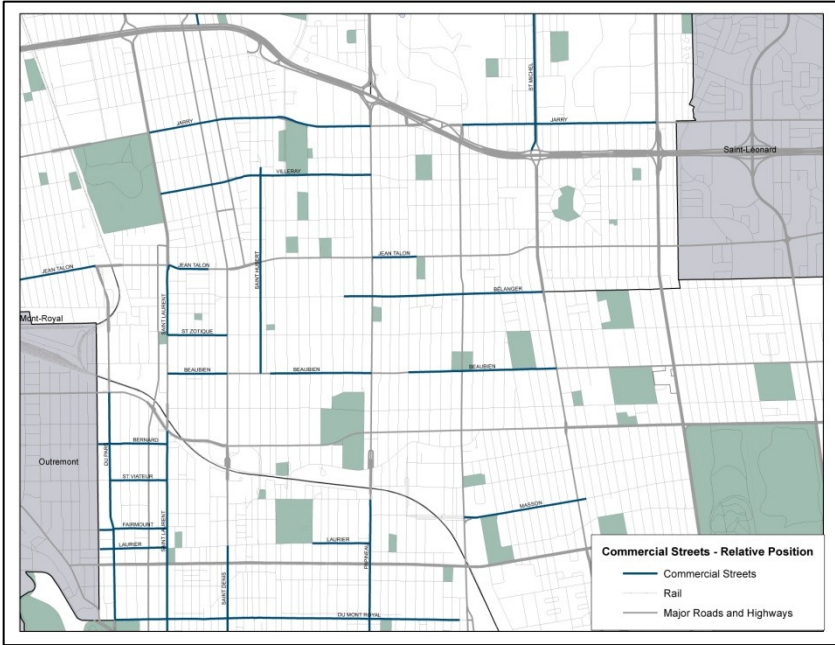 ST MICHEL
JARRY
JARRY
Saint-Léonard
VILLERAY
SAINT HUBERT
JEAN TALON
JEAN TALON
JEAN TALON
BÉLANGER
Mont-Royal
SAINT LAURENT
ST ZOTIQUE
BEAUBIEN
BEAUBIEN
BEAUBIEN
DU PARC
BERNARD
Outremont
ST VIATEUR
MASSON
FAIRMOUNT
SAINT LAURENT
LAURIER
LAURIER
PAPINEAU
SAINT DENIS
DU MONT ROYAL
Commercial Streets - Relative Position
Commercial Streets
Rail
Major Roads and Highways